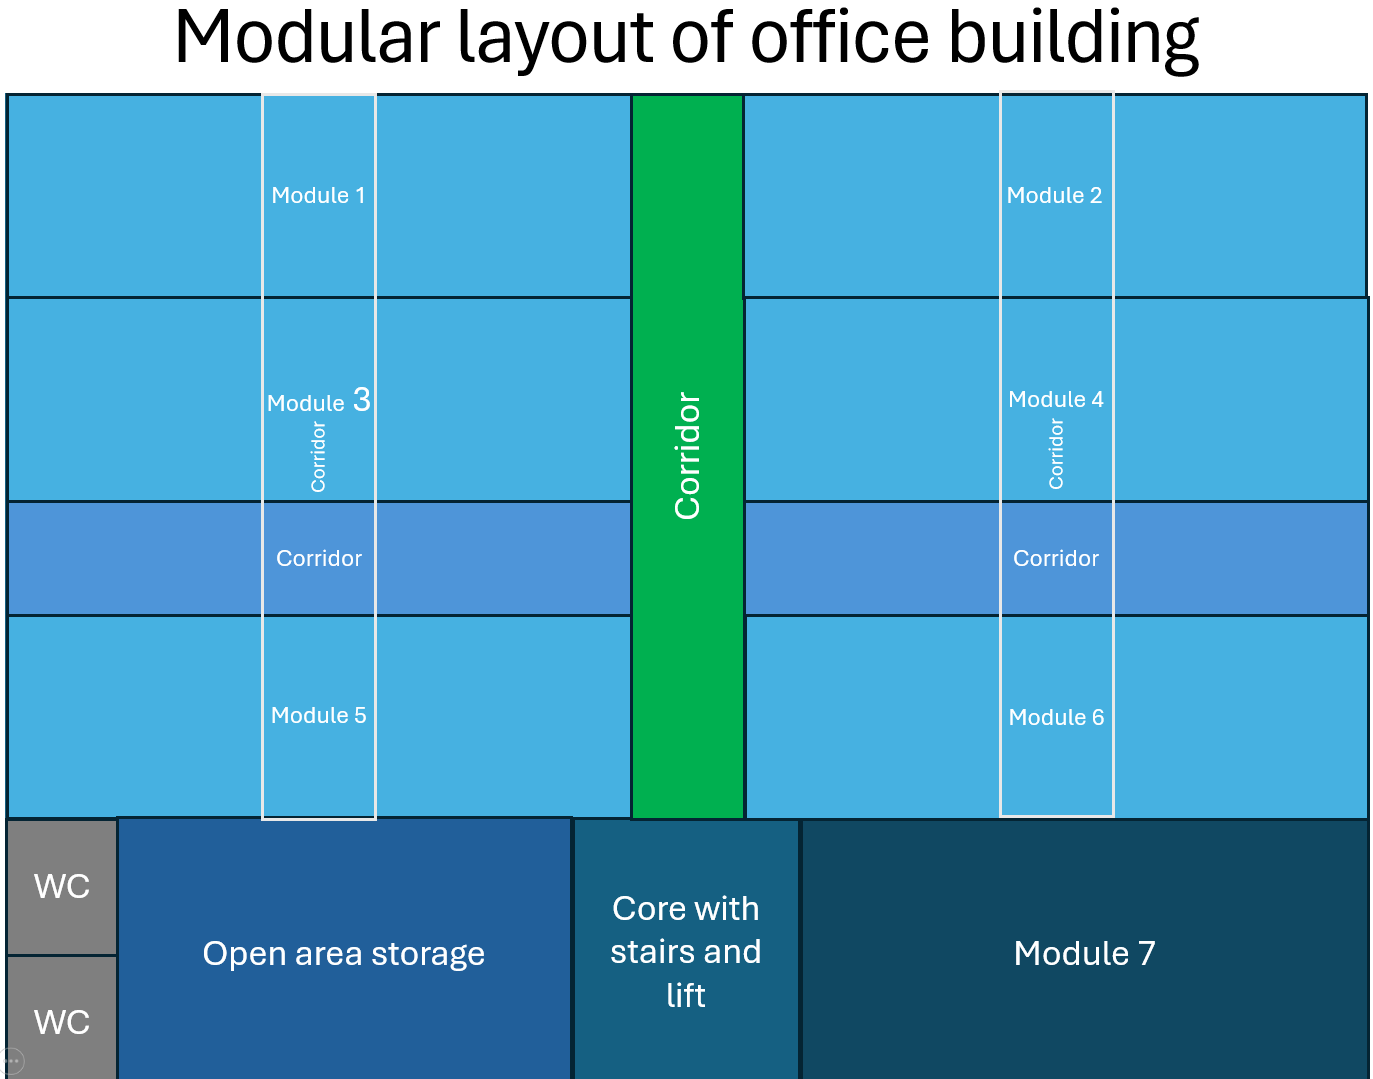 Modular layout of office building
Module 1
Module 2
Module 3
Module 4
Corridor
Corridor
Corridor
Corridor
Corridor
Module 5
Module 6
WC
WC
Open area storage
Core with
stairs and
lift
Module 7